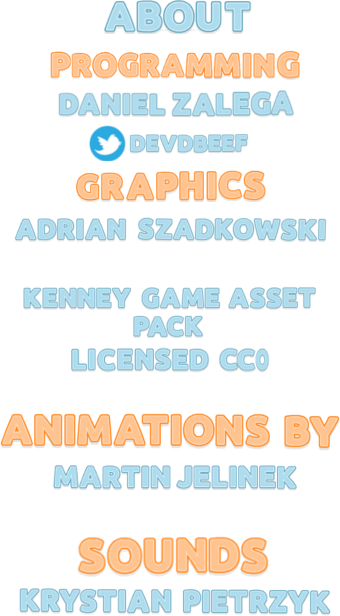 ABOUT
PROGRAMMING
DANIEL ZALEGA
DEVDBEEF
GRAPHICS
ADRIAN SZADKOWSKI
KENNEY GAME ASSET
PACK
LICENSED CC0
ANIMATIONS BY
MARTIN JELINEK
SOUNDS
KRYSTIAN PIETRZYK